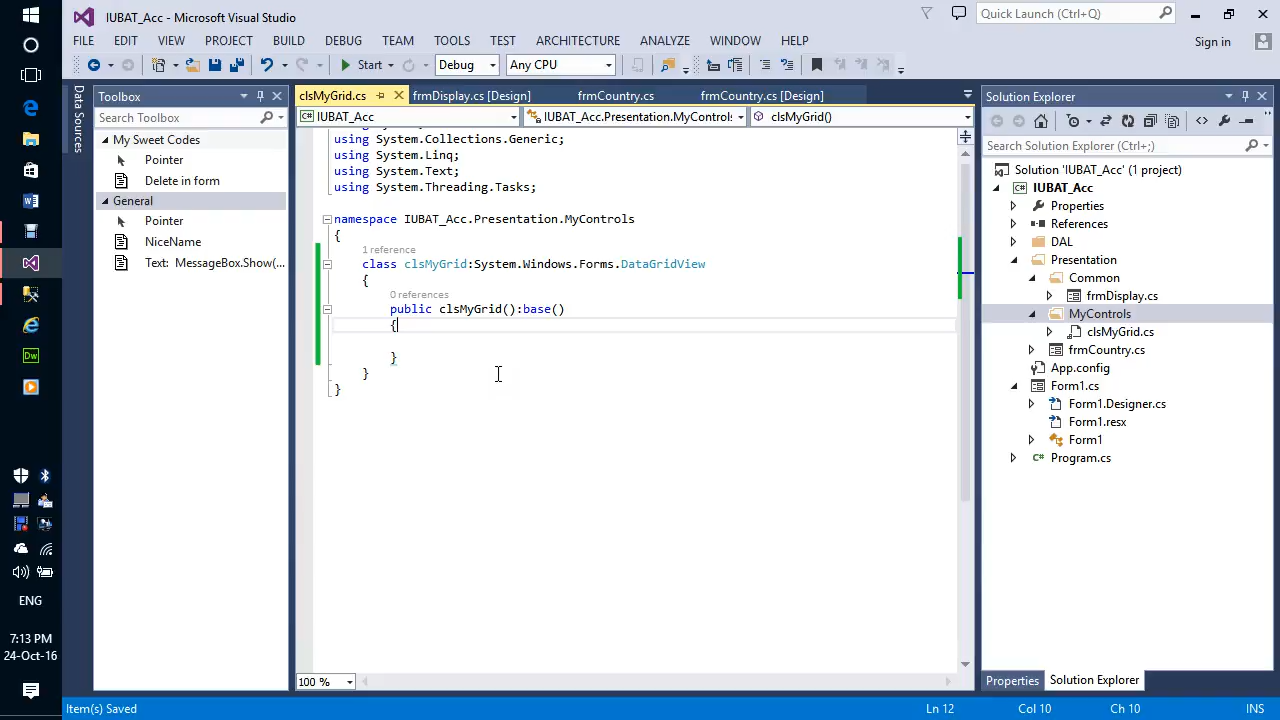 IUBAT_Acc - Microsoft Visual Studio
Quick Launch (Ctrl+Q)
FILE EDIT VIEW PROJECT BUILD DEBUG TEAM TOOLS TEST ARCHITECTURE ANALYZE WINDOW HELP
Sign in
Start Debug Any CPU
Data Sources
Toolbox
Search Toolbox
My Sweet Codes
Pointer
Delete in form
General
Pointer
NiceName
Text: MessageBox.Show(...
clsMyGrid.cs frmDisplay.cs [Design] frmCountry.cs frmCountry.cs [Design]
IUBAT_Acc IUBAT_Acc.Presentation.MyControls clsMyGrid()
using System.Collections.Generic;
using System.Linq;
using System.Text;
using System.Threading.Tasks;
namespace IUBAT_Acc.Presentation.MyControls
{
1 reference
class clsMyGrid:System.Windows.Forms.DataGridView
{
0 references
public clsMyGrid():base()
{
}
}
}
100 %
Solution Explorer
Search Solution Explorer (Ctrl+;)
Solution 'IUBAT_Acc' (1 project)
IUBAT_Acc
Properties
References
DAL
Presentation
Common
frmDisplay.cs
MyControls
clsMyGrid.cs
frmCountry.cs
App.config
Form1.cs
Form1.Designer.cs
Form1.resx
Form1
Program.cs
Properties Solution Explorer
ENG
7:13 PM
24-Oct-16
Item(s) Saved Ln 12 Col 10 Ch 10 INS